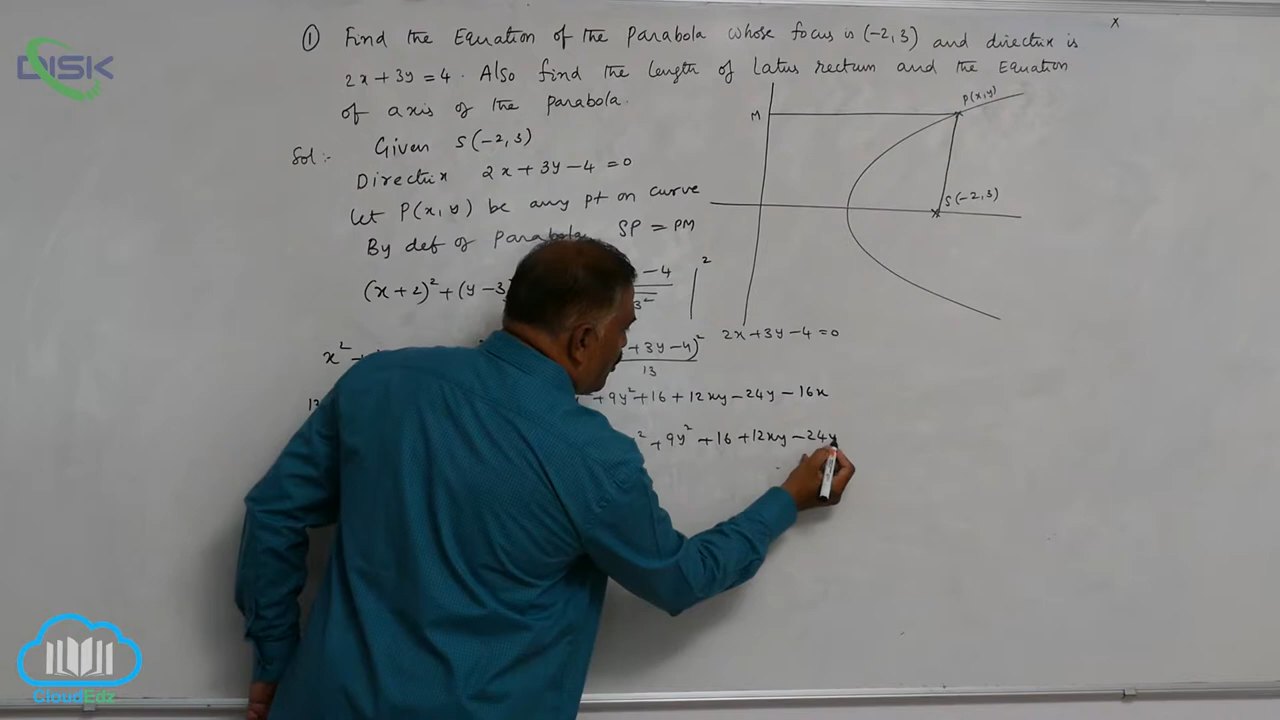 DISK
① Find the Equation of the Parabola whose focus is (-2,3) and directrix is
x
2x+3y=4. Also find the length of Latus rectum and the Equation
of axis of the parabola.
Sol:- Given S(-2,3)
Directrix 2x+3y-4=0
Let P(x,y) be any pt on curve
By def of Parabola SP = PM
(x+2)²+(y-3) -4 3² |²
x² +3y-4)² 13
+9y²+16+12xy-24y-16x
² +9y²+16+12xy-24y
P(x,y)
M
S(-2,3)
2x+3y-4=0
CloudEdz